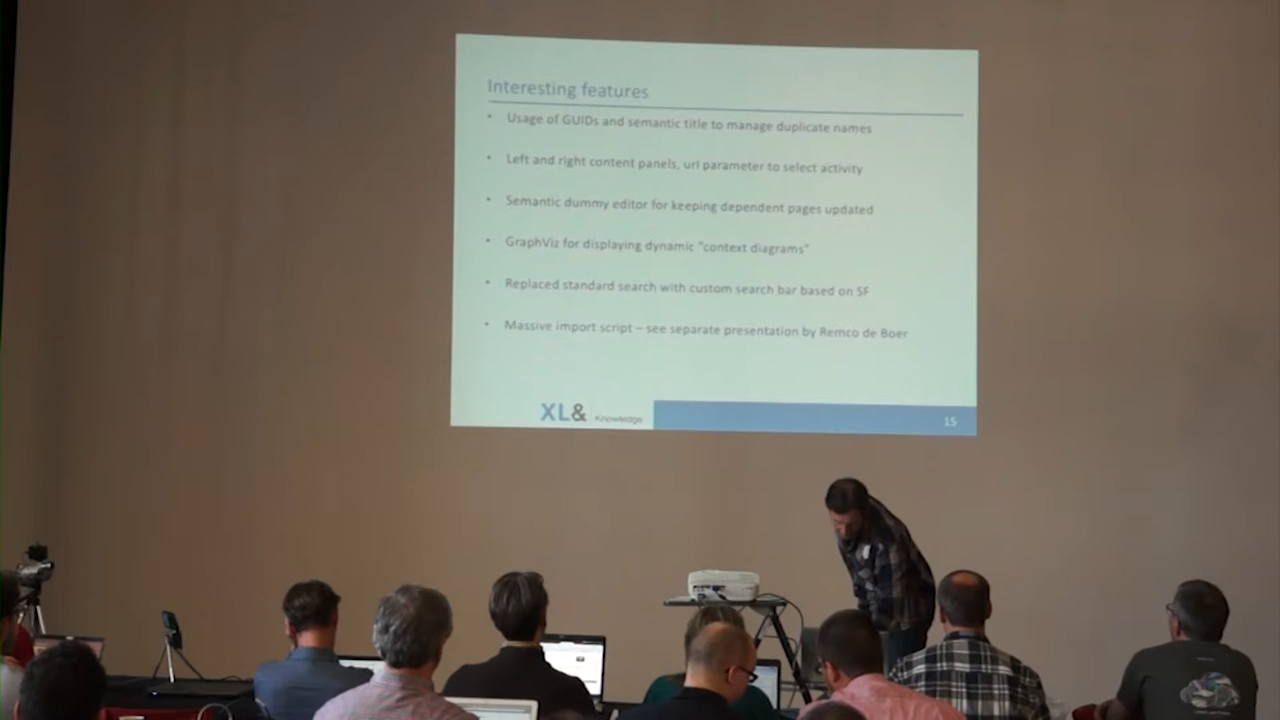 Interesting features
• Usage of GUIDs and semantic title to manage duplicate names
• Left and right content panels, url parameter to select activity
• Semantic dummy editor for keeping dependent pages updated
• GraphViz for displaying dynamic "context diagrams"
• Replaced standard search with custom search bar based on SF
• Massive import script – see separate presentation by Remco de Boer
XL& Knowledge
15